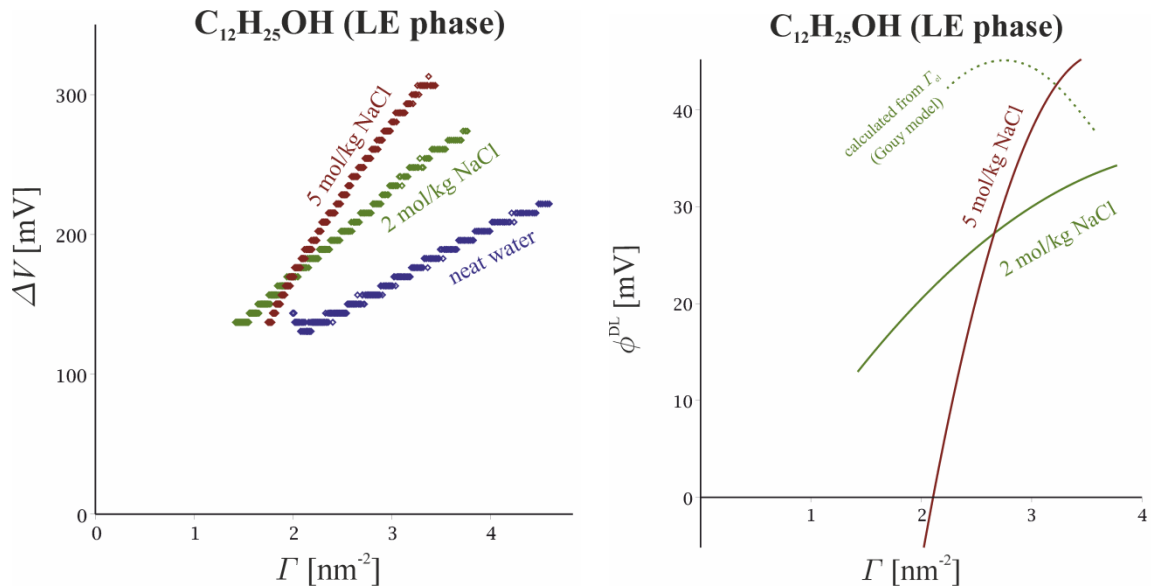 C₁₂H₂₅OH (LE phase)
300
200
100
0
0
1
2
3
4
ΔV [mV]
Γ [nm⁻²]
5 mol/kg NaCl
2 mol/kg NaCl
neat water
C₁₂H₂₅OH (LE phase)
40
30
20
10
0
1
2
3
4
ϕᴰᴸ [mV]
Γ [nm⁻²]
calculated from Γₑₗ
(Gouy model)
5 mol/kg NaCl
2 mol/kg NaCl